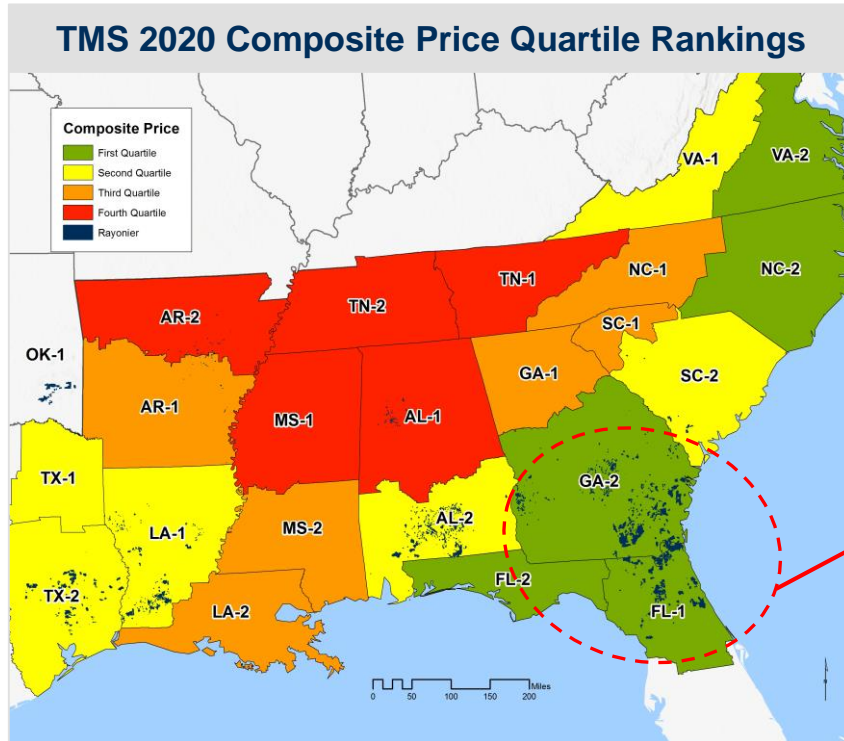 TMS 2020 Composite Price Quartile Rankings
Composite Price
First Quartile
Second Quartile
Third Quartile
Fourth Quartile
Rayonier
VA-1
VA-2
NC-1
NC-2
TN-1
TN-2
AR-2
SC-1
OK-1
GA-1
SC-2
AR-1
MS-1
AL-1
TX-1
GA-2
LA-1
MS-2
AL-2
TX-2
FL-2
LA-2
FL-1
Miles
0 50 100 150 200